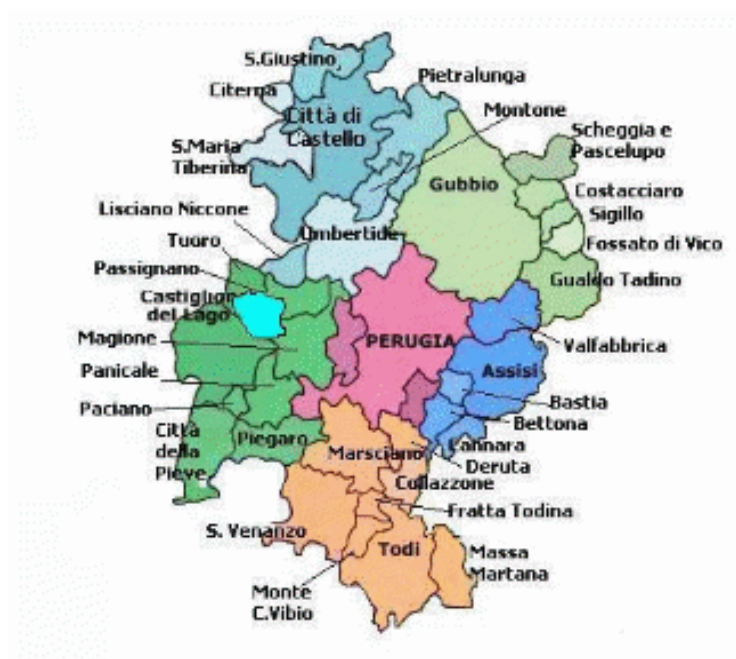 S.Giustino
Pietralunga
Citerna
Montone
Città di
Castello
Scheggia e
Pascelupo
S.Maria
Tiberina
Gubbio
Costacciaro
Lisciano Niccone
Sigillo
Umbertide
Tuoro
Fossato di Vico
Passignano
Gualdo Tadino
Castiglion
del Lago
Magione
PERUGIA
Valfabbrica
Panicale
Assisi
Bastia
Paciano
Bettona
Città
della
Pieve
Piegaro
Cannara
Marsciano
Deruta
Collazzone
Fratta Todina
S. Venanzo
Todi
Massa
Martana
Monte
C.Vibio